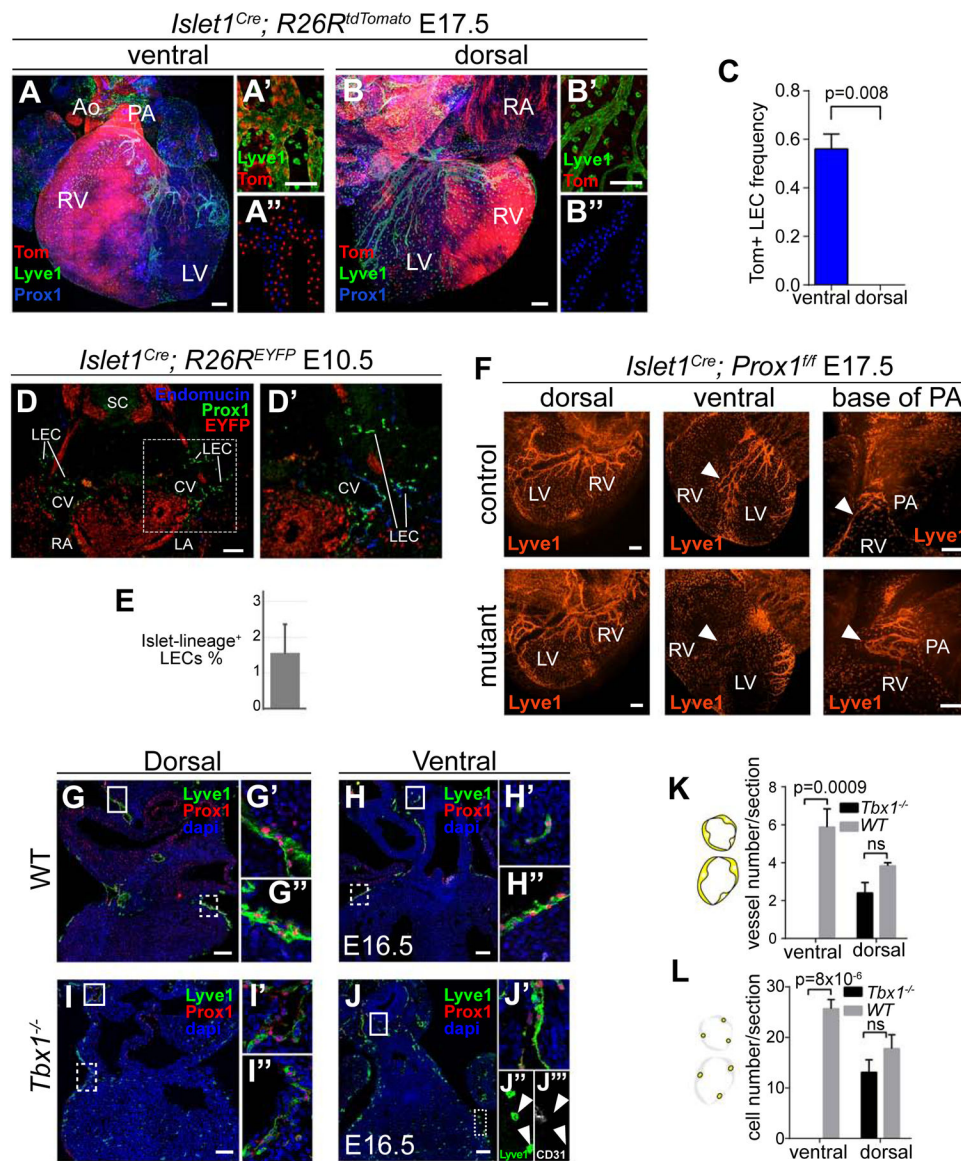 Islet1Cre; R26RtdTomato E17.5
ventral
dorsal
A
Ao
PA
RV
LV
Tom
Lyve1
Prox1
A'
Lyve1
Tom
A"
B
RA
RV
LV
Tom
Lyve1
Prox1
B'
Lyve1
Tom
B"
C
p=0.008
Tom+ LEC frequency
0.8
0.6
0.4
0.2
0.0
ventral dorsal
Islet1Cre; R26REYFP E10.5
D
Endomucin
Prox1
EYFP
SC
LEC
LEC
CV
CV
RA
LA
D'
CV
LEC
E
Islet-lineage+
LECs %
3
2
1
0
F
Islet1Cre; Prox1f/f E17.5
dorsal
ventral
base of PA
control
LV
RV
Lyve1
RV
LV
Lyve1
PA
RV
Lyve1
mutant
LV
RV
Lyve1
RV
LV
Lyve1
PA
RV
Lyve1
Dorsal
Ventral
WT
G
Lyve1
Prox1
dapi
G'
G"
H
Lyve1
Prox1
dapi
E16.5
H'
H"
Tbx1-/-
I
Lyve1
Prox1
dapi
I'
I"
J
Lyve1
Prox1
dapi
E16.5
J'
J"
Lyve1
J"'
CD31
K
p=0.0009
Tbx1-/-
WT
ns
vessel number/section
8
6
4
2
0
ventral
dorsal
L
p=8x10-6
Tbx1-/-
WT
ns
cell number/section
30
20
10
0
ventral
dorsal